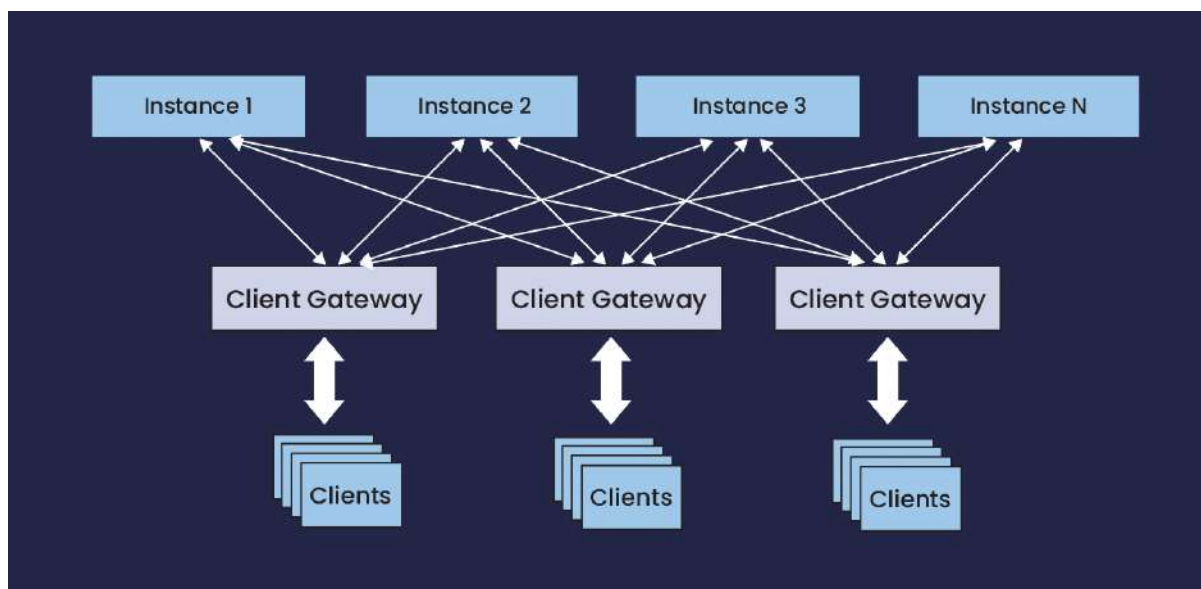 Instance 1
Instance 2
Instance 3
Instance N
Client Gateway
Client Gateway
Client Gateway
Clients
Clients
Clients